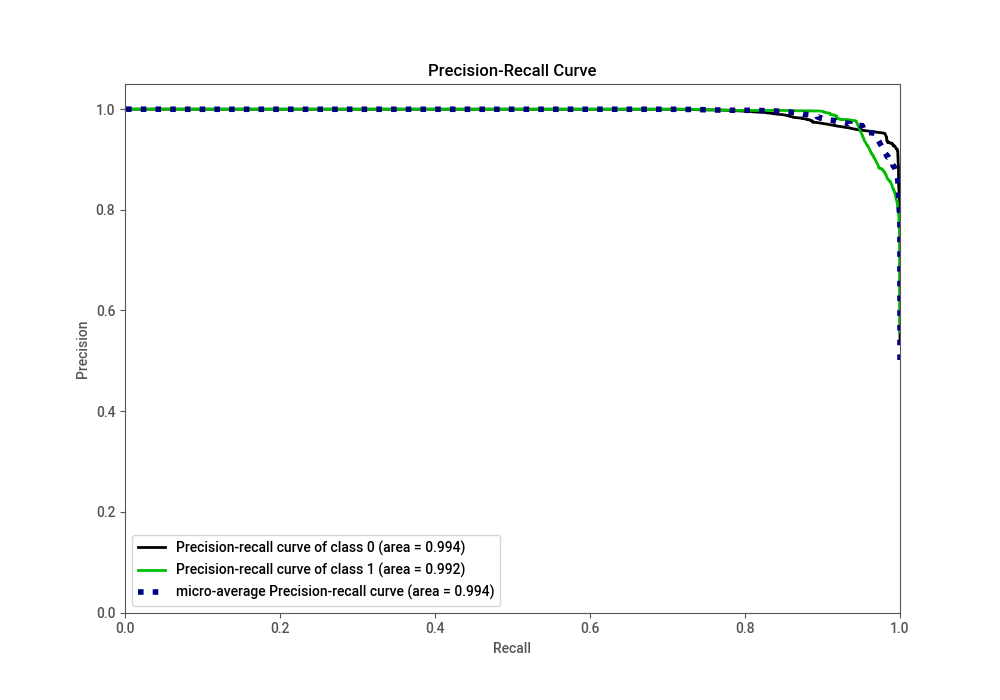 Precision-Recall Curve
1.0
0.8
0.6
0.4
0.2
0.0
Precision
Precision-recall curve of class 0 (area = 0.994)
Precision-recall curve of class 1 (area = 0.992)
micro-average Precision-recall curve (area = 0.994)
0.0 0.2 0.4 0.6 0.8 1.0
Recall